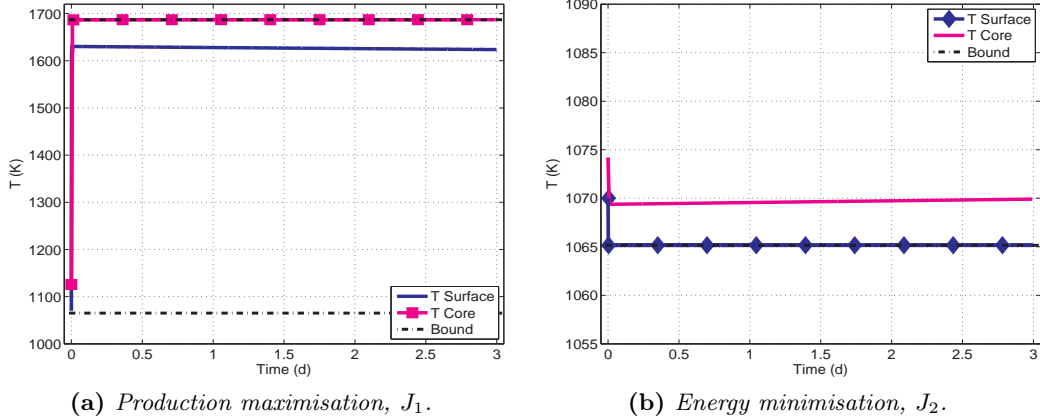 1700
1600
1500
1400
1300
1200
1100
1000
T (K)
0 0.5 1 1.5 2 2.5 3
Time (d)
T Surface
T Core
Bound
(a) Production maximisation, J₁.
1090
1085
1080
1075
1070
1065
1060
1055
T (K)
0 0.5 1 1.5 2 2.5 3
Time (d)
T Surface
T Core
Bound
(b) Energy minimisation, J₂.